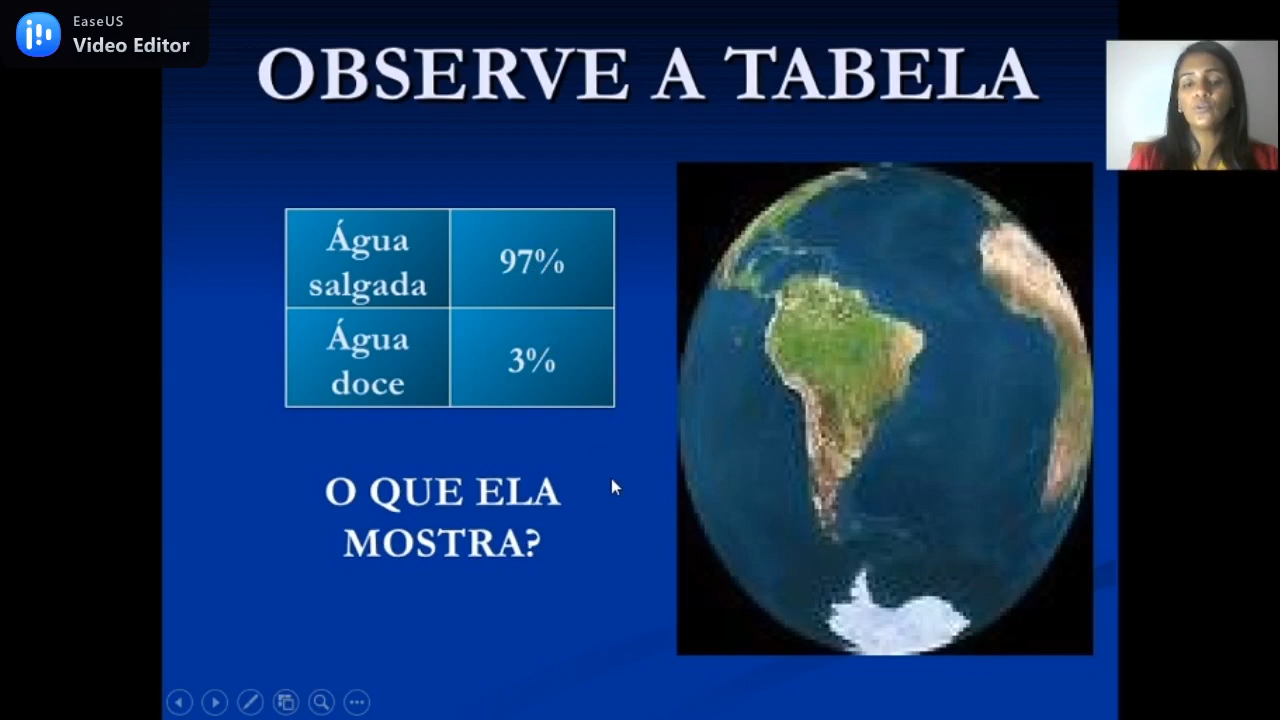 EaseUS
Video Editor
OBSERVE A TABELA
Água
salgada
97%
Água
doce
3%
O QUE ELA
MOSTRA?